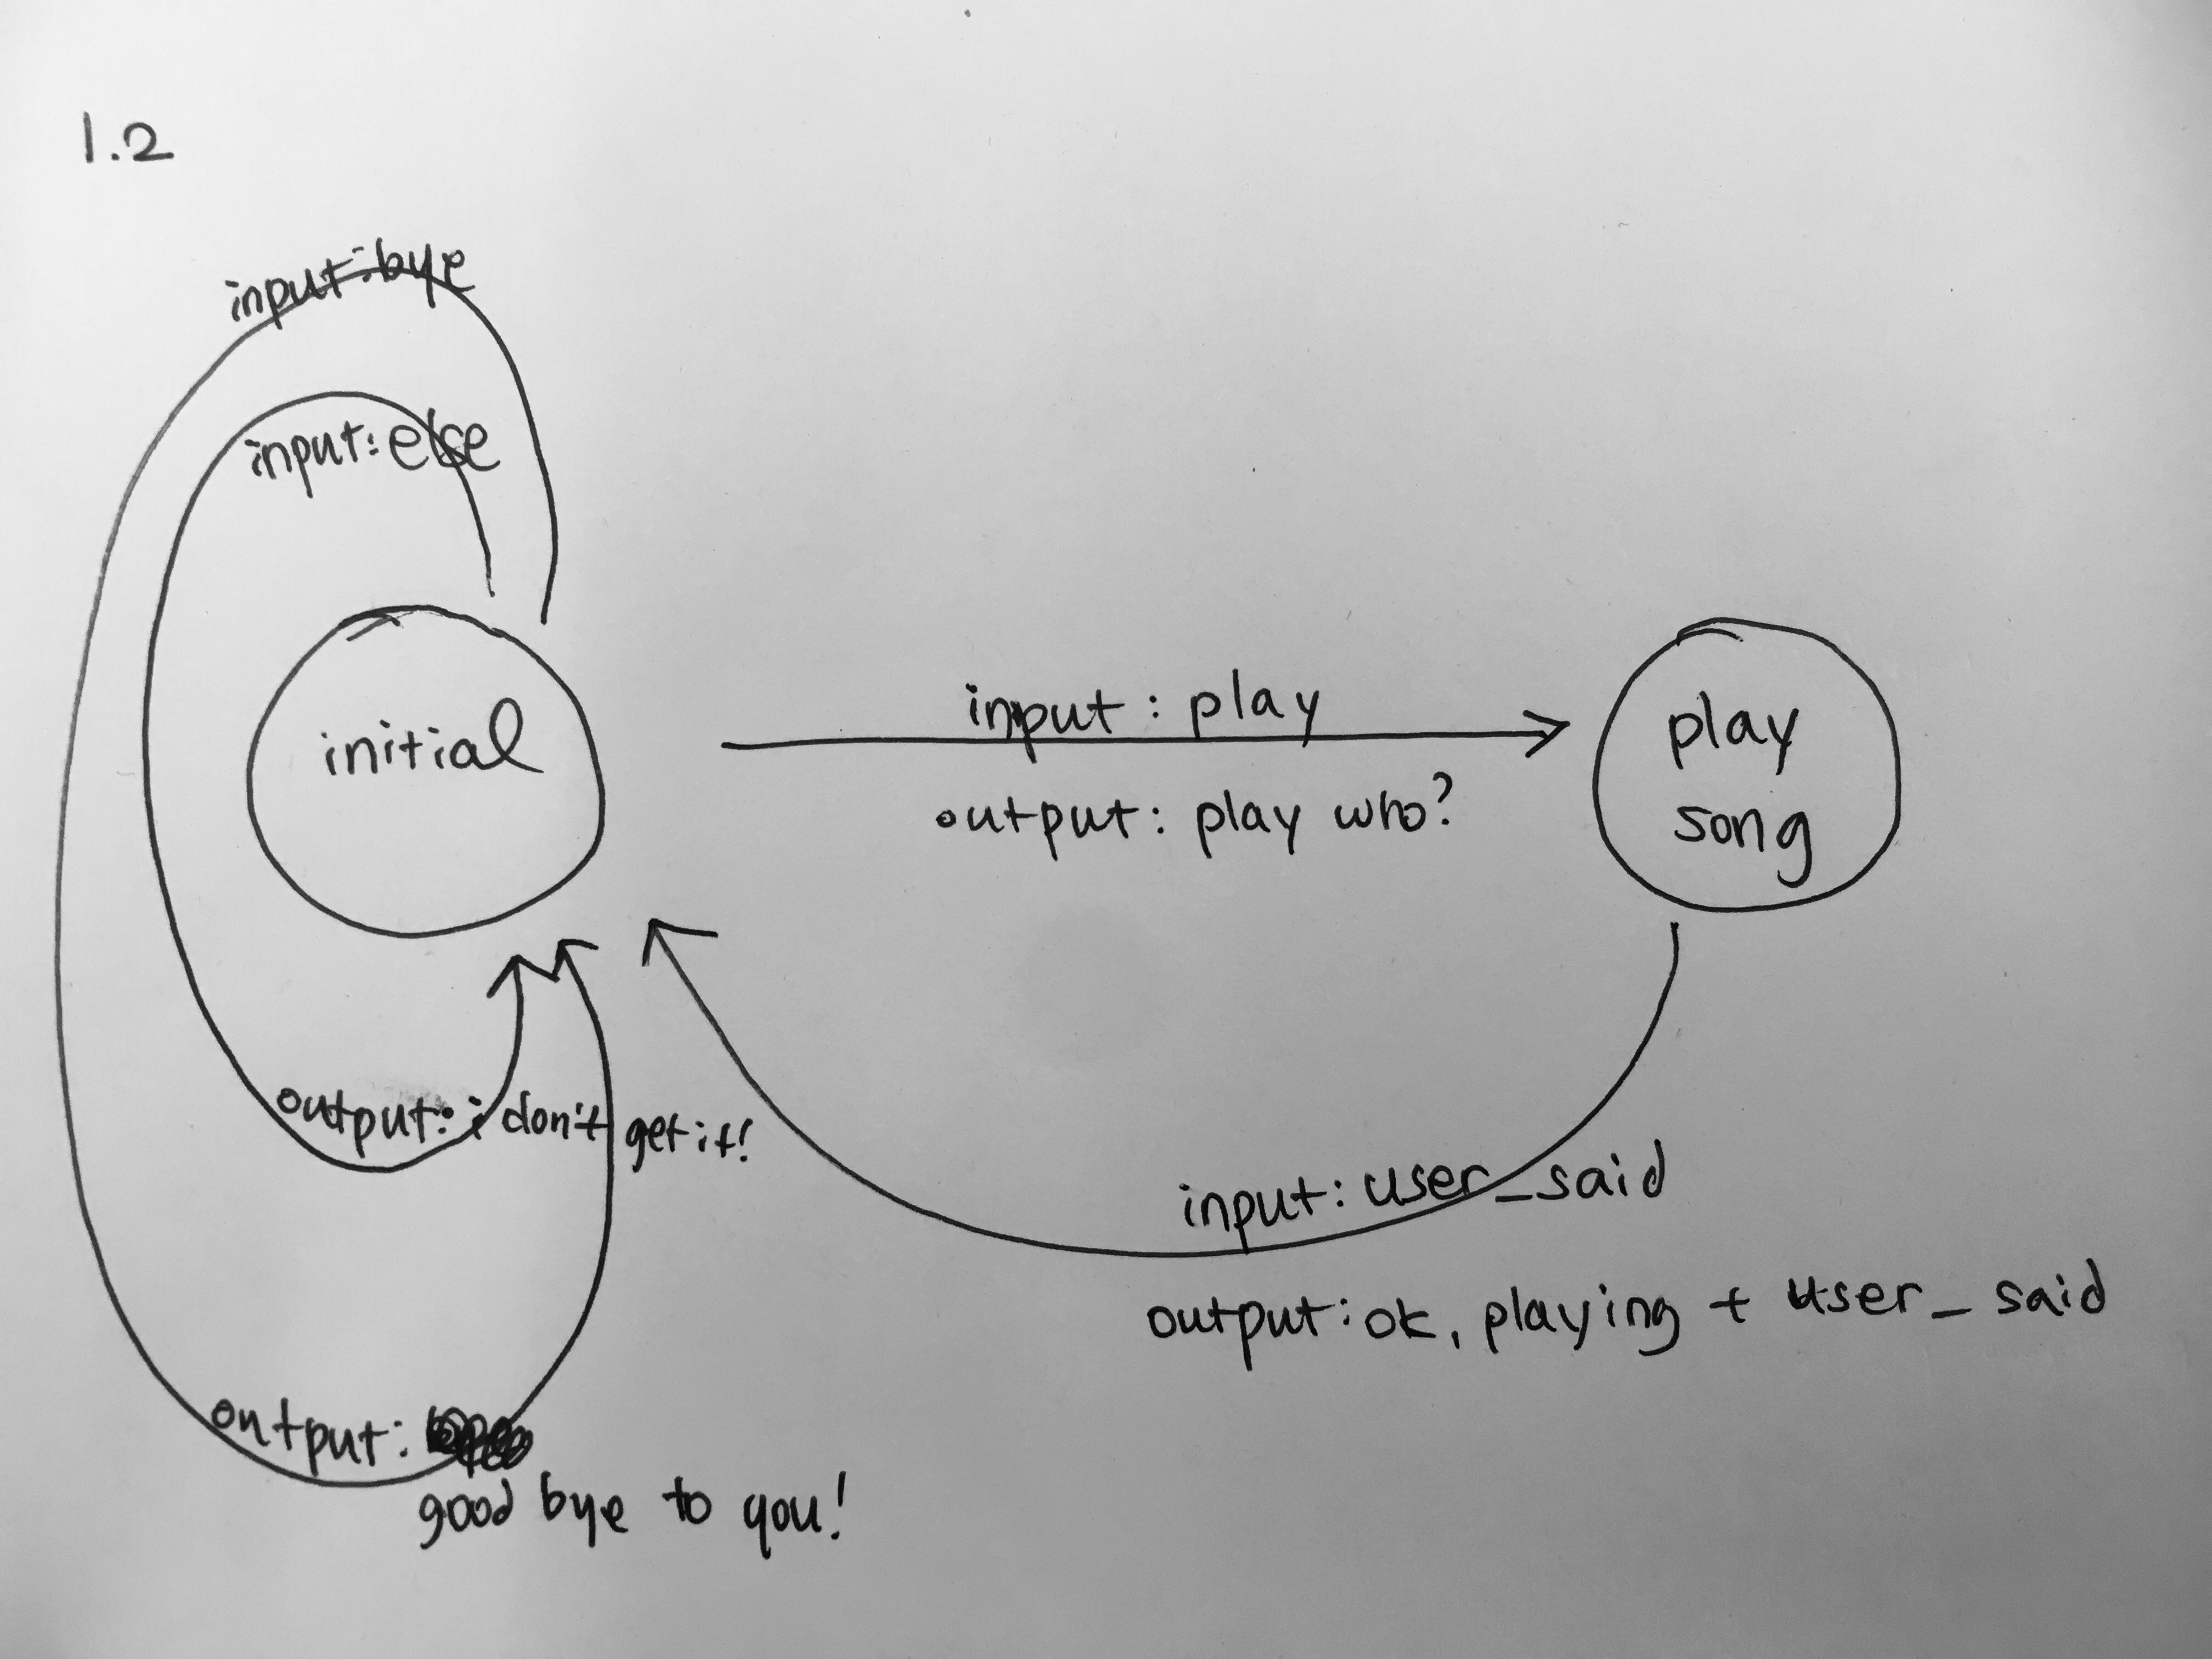 1.2
input: bye
input: else
initial
input: play
output: play who?
play
song
output: i don't get it!
input: user_said
output: ok, playing + user_said
output:
good bye to you!